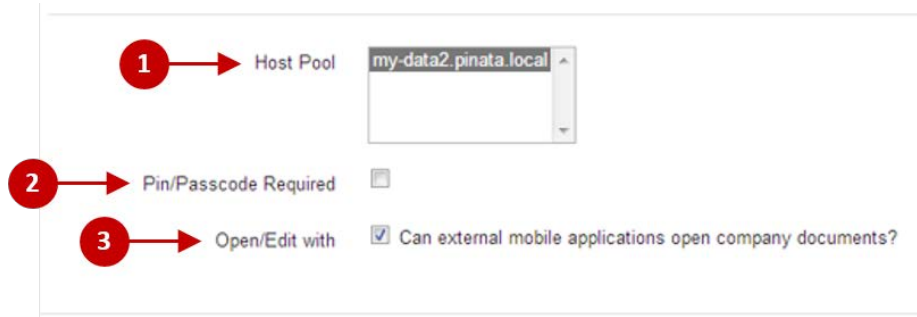 1 Host Pool my-data2.pinata.local
2 Pin/Passcode Required
3 Open/Edit with Can external mobile applications open company documents?